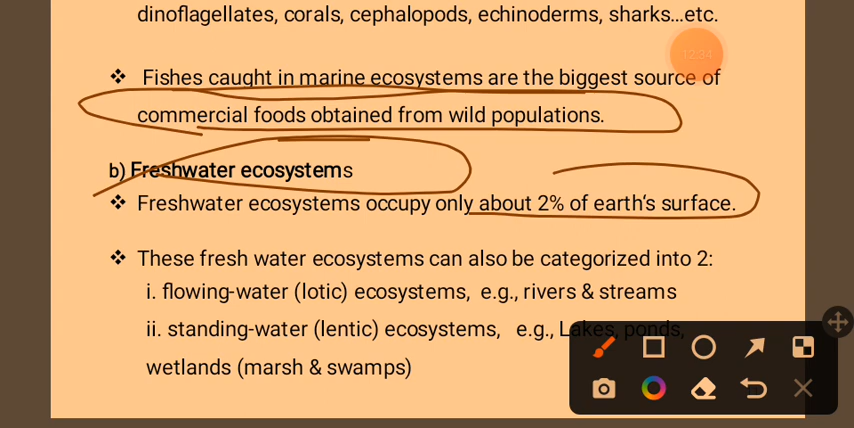 dinoflagellates, corals, cephalopods, echinoderms, sharks...etc.
12:34
❖ Fishes caught in marine ecosystems are the biggest source of
commercial foods obtained from wild populations.
b) Freshwater ecosystems
❖ Freshwater ecosystems occupy only about 2% of earth's surface.
❖ These fresh water ecosystems can also be categorized into 2:
i. flowing-water (lotic) ecosystems, e.g., rivers & streams
ii. standing-water (lentic) ecosystems, e.g., Lakes, ponds,
wetlands (marsh & swamps)